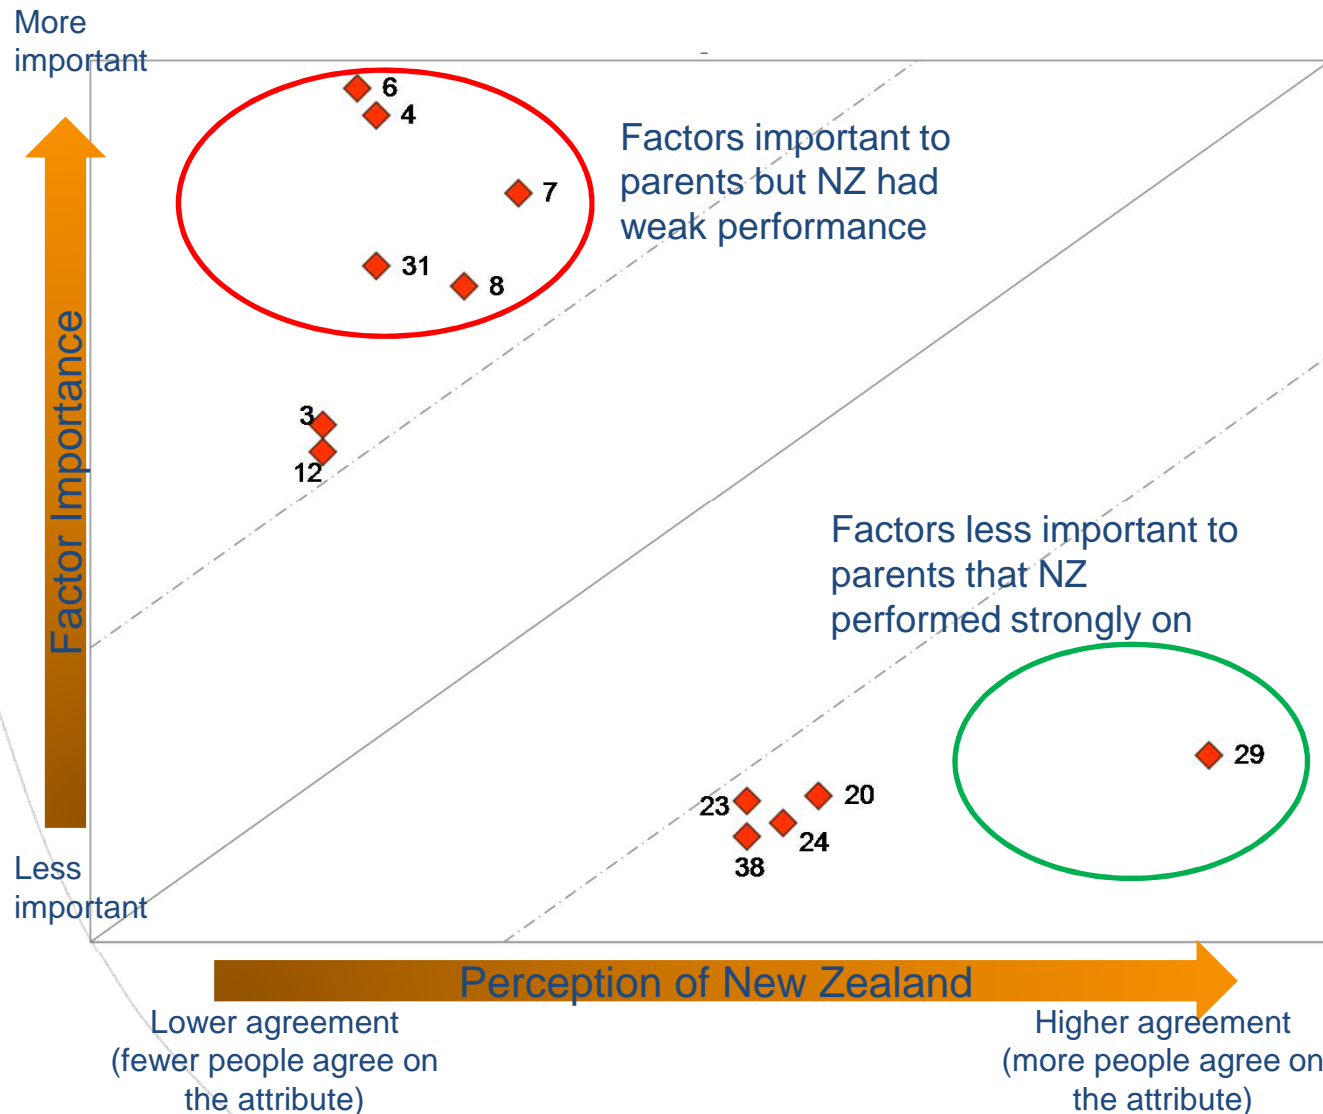 More
important
6
4
Factors important to
parents but NZ had
weak performance
7
31
8
3
12
Factor Importance
Factors less important to
parents that NZ
performed strongly on
29
23
20
24
38
Less
important
Perception of New Zealand
Lower agreement
(fewer people agree on
the attribute)
Higher agreement
(more people agree on
the attribute)